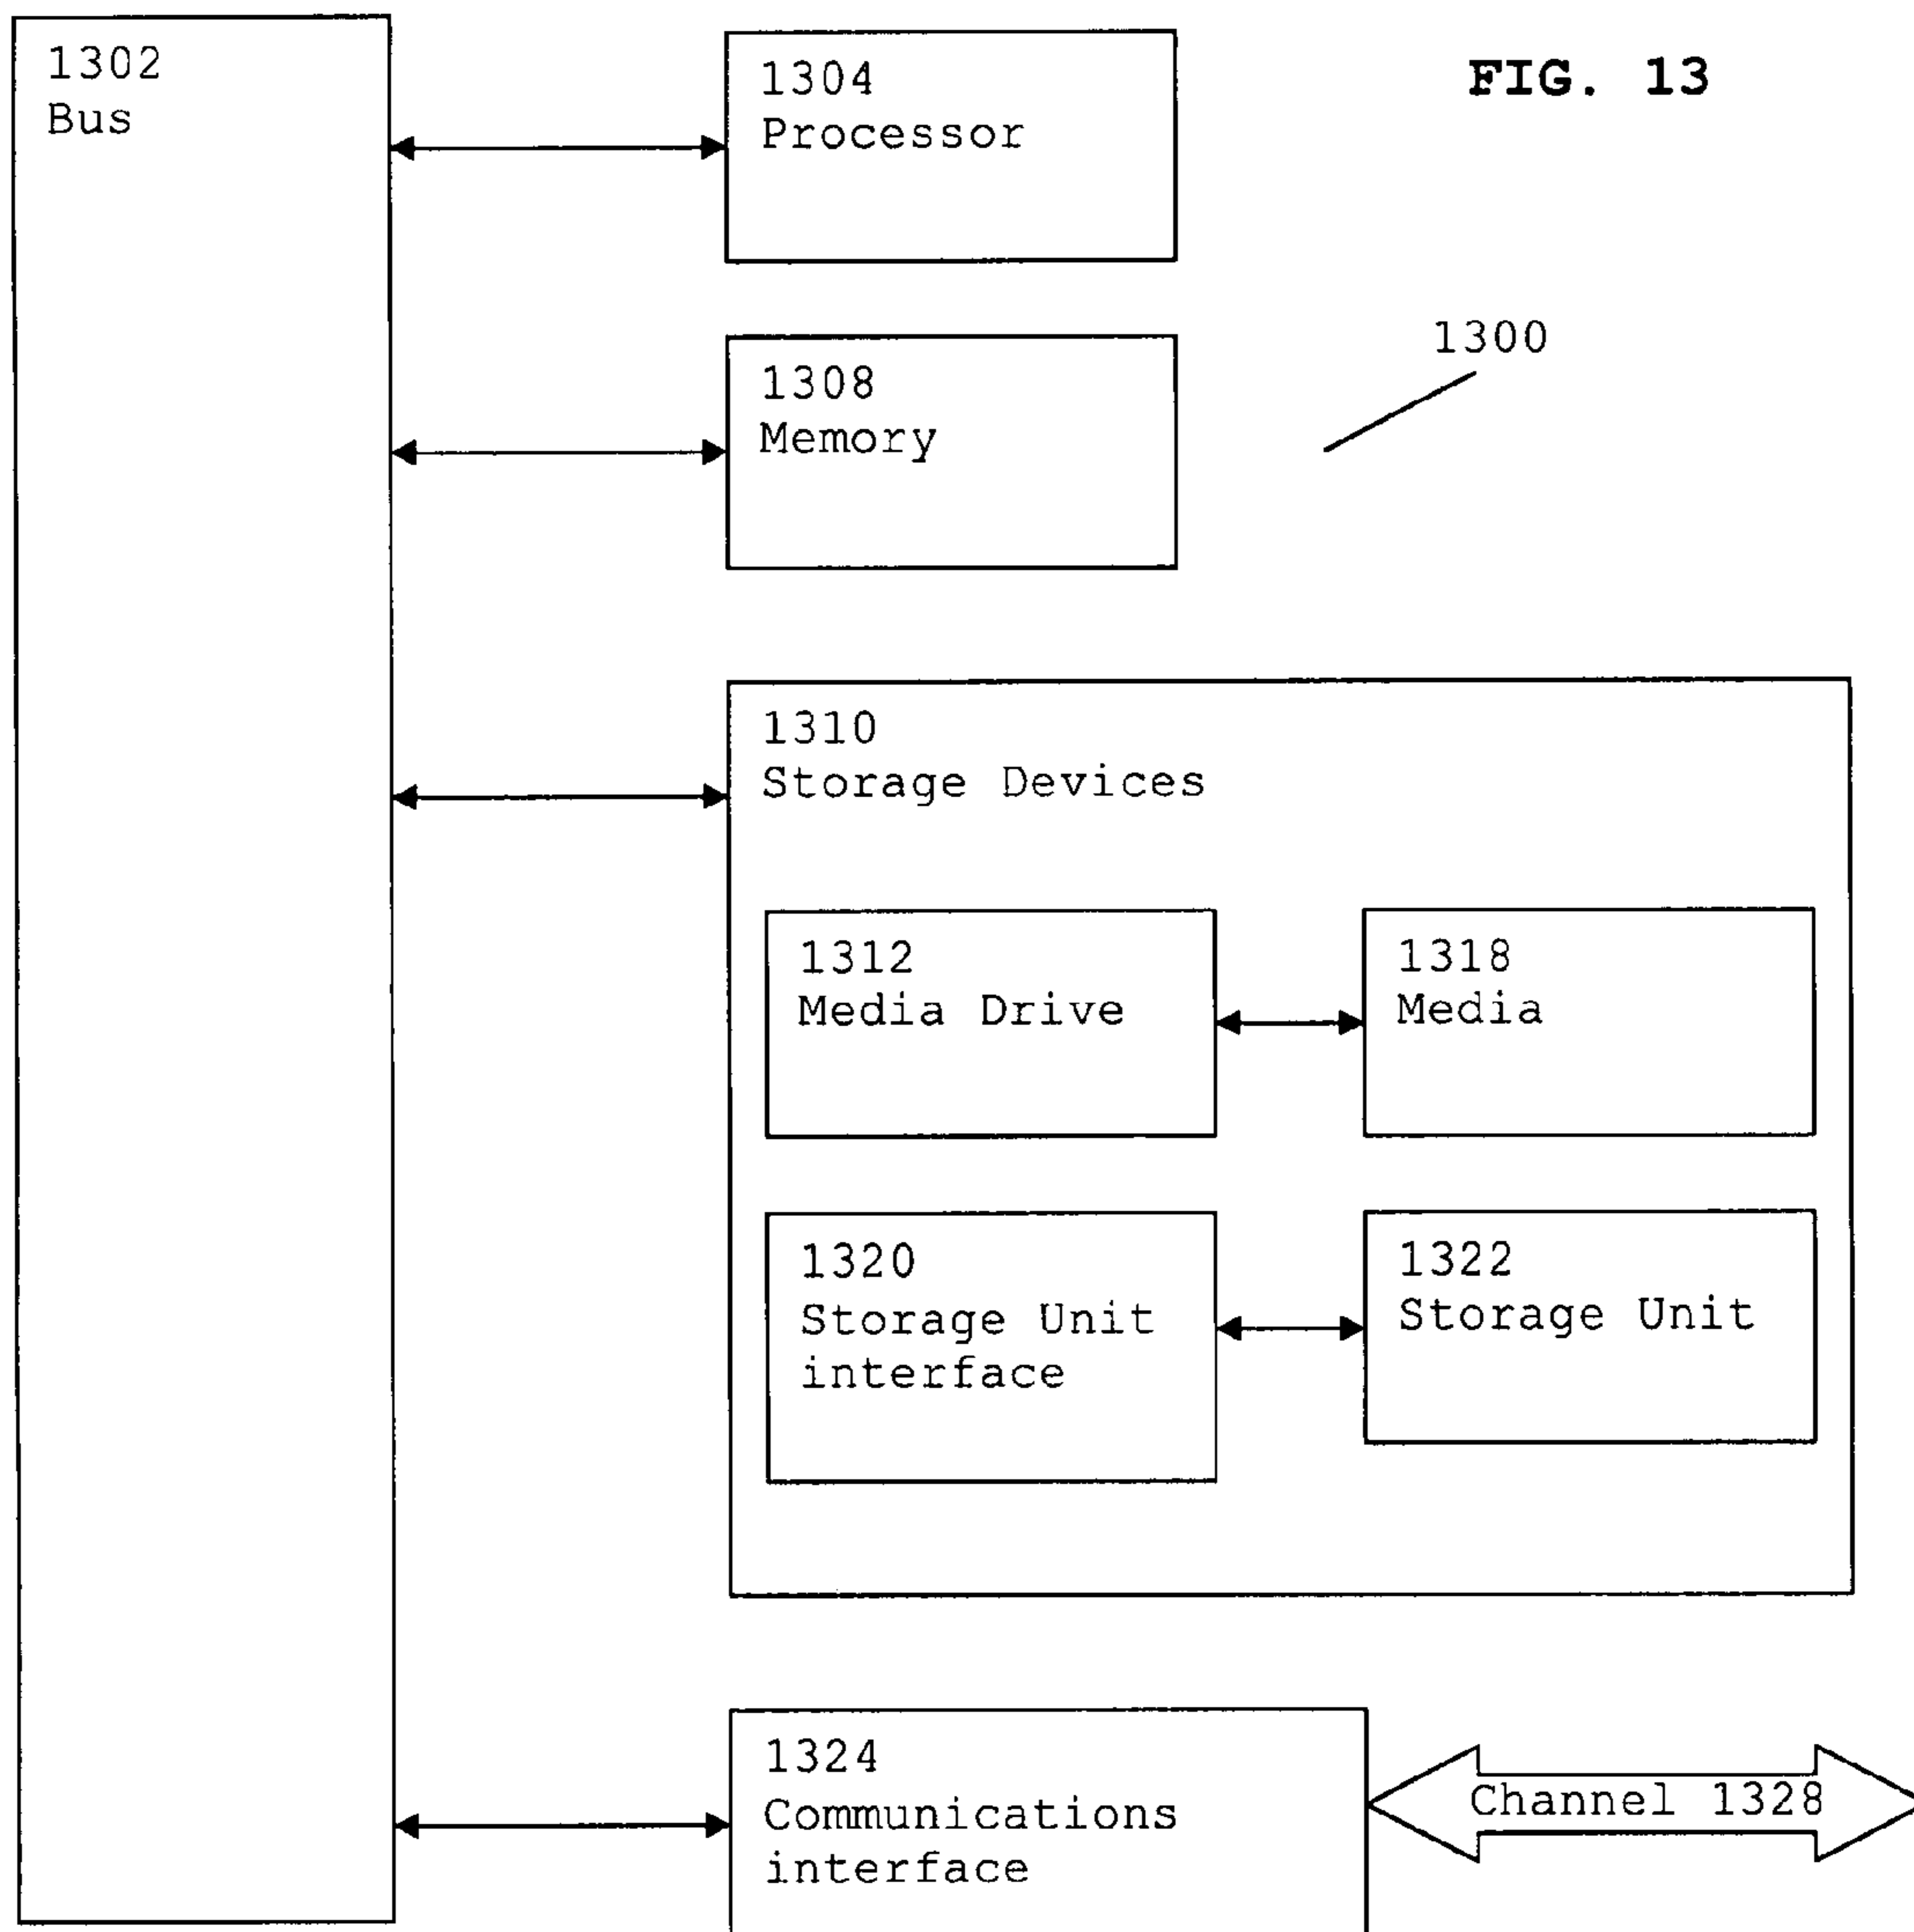 1302
Bus
1304
Processor
FIG. 13
1308
Memory
1300
1310
Storage Devices
1312
Media Drive
1318
Media
1320
Storage Unit
interface
1322
Storage Unit
1324
Communications
interface
Channel 1328